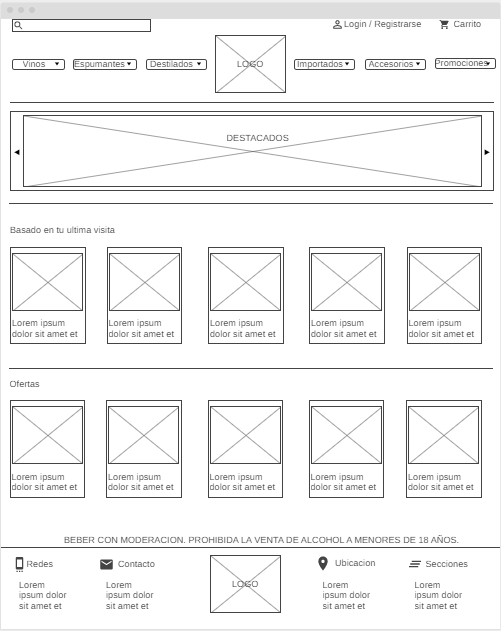 Login / Registrarse
Carrito
Vinos
Espumantes
Destilados
LOGO
Importados
Accesorios
Promociones
DESTACADOS
Basado en tu ultima visita
Lorem ipsum
dolor sit amet et
Lorem ipsum
dolor sit amet et
Lorem ipsum
dolor sit amet et
Lorem ipsum
dolor sit amet et
Lorem ipsum
dolor sit amet et
Ofertas
Lorem ipsum
dolor sit amet et
Lorem ipsum
dolor sit amet et
Lorem ipsum
dolor sit amet et
Lorem ipsum
dolor sit amet et
Lorem ipsum
dolor sit amet et
BEBER CON MODERACION. PROHIBIDA LA VENTA DE ALCOHOL A MENORES DE 18 AÑOS.
Redes
Lorem
ipsum dolor
sit amet et
Contacto
Lorem
ipsum dolor
sit amet et
LOGO
Ubicacion
Lorem
ipsum dolor
sit amet et
Secciones
Lorem
ipsum dolor
sit amet et